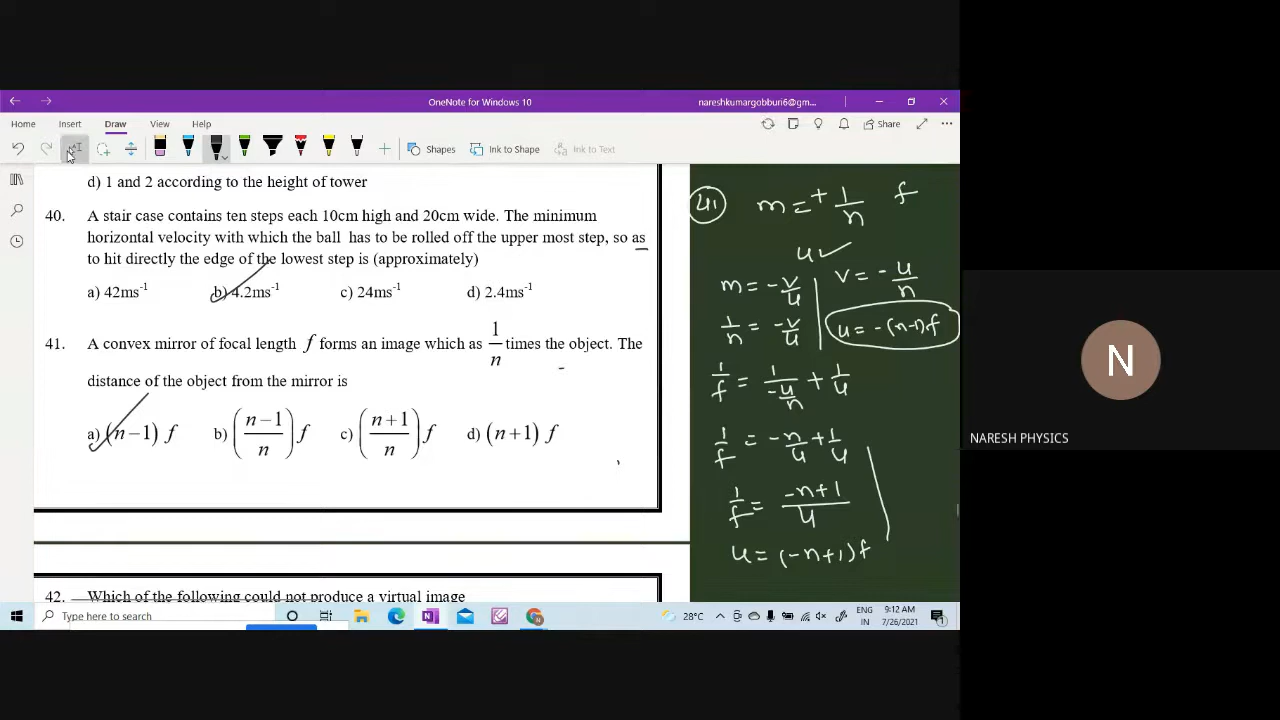 OneNote for Windows 10
nareshkumargobburi6@gm...
Home Insert Draw View Help
Share
Shapes Ink to Shape Ink to Text
d) 1 and 2 according to the height of tower
40. A stair case contains ten steps each 10cm high and 20cm wide. The minimum
horizontal velocity with which the ball has to be rolled off the upper most step, so as
to hit directly the edge of the lowest step is (approximately)
a) 42ms⁻¹ b) 4.2ms⁻¹ c) 24ms⁻¹ d) 2.4ms⁻¹
41. A convex mirror of focal length f forms an image which as 1/n times the object. The
distance of the object from the mirror is
a) (n−1) f b) ((n−1)/n) f c) ((n+1)/n) f d) (n+1) f
42. Which of the following could not produce a virtual image
41 m=+1/n f
u
m=-v/u v=-u/n
1/n=-v/u u=-(n-1)f
1/f=1/(-u/n)+1/u
1/f=-n/u+1/u
1/f=(-n+1)/u
u=(-n+1)f
N
NARESH PHYSICS
Type here to search
28°C
ENG
IN
9:12 AM
7/26/2021
1